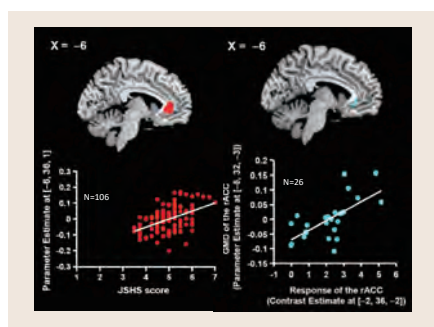 X = –6
X = –6
Parameter Estimate at [–6, 36, 1]
0.3
0.2
0.1
0
-0.1
-0.2
-0.3
N=106
-1
3
4
5
6
7
JSHS score
GMD of the rACC
(Parameter Estimate at [–6, 32, –3])
0.2
0.15
0.1
0.05
0
-0.05
-0.1
-0.15
N=26
-1
0
1
2
3
4
5
6
Response of the rACC
(Contrast Estimate at [–2, 36, –2])